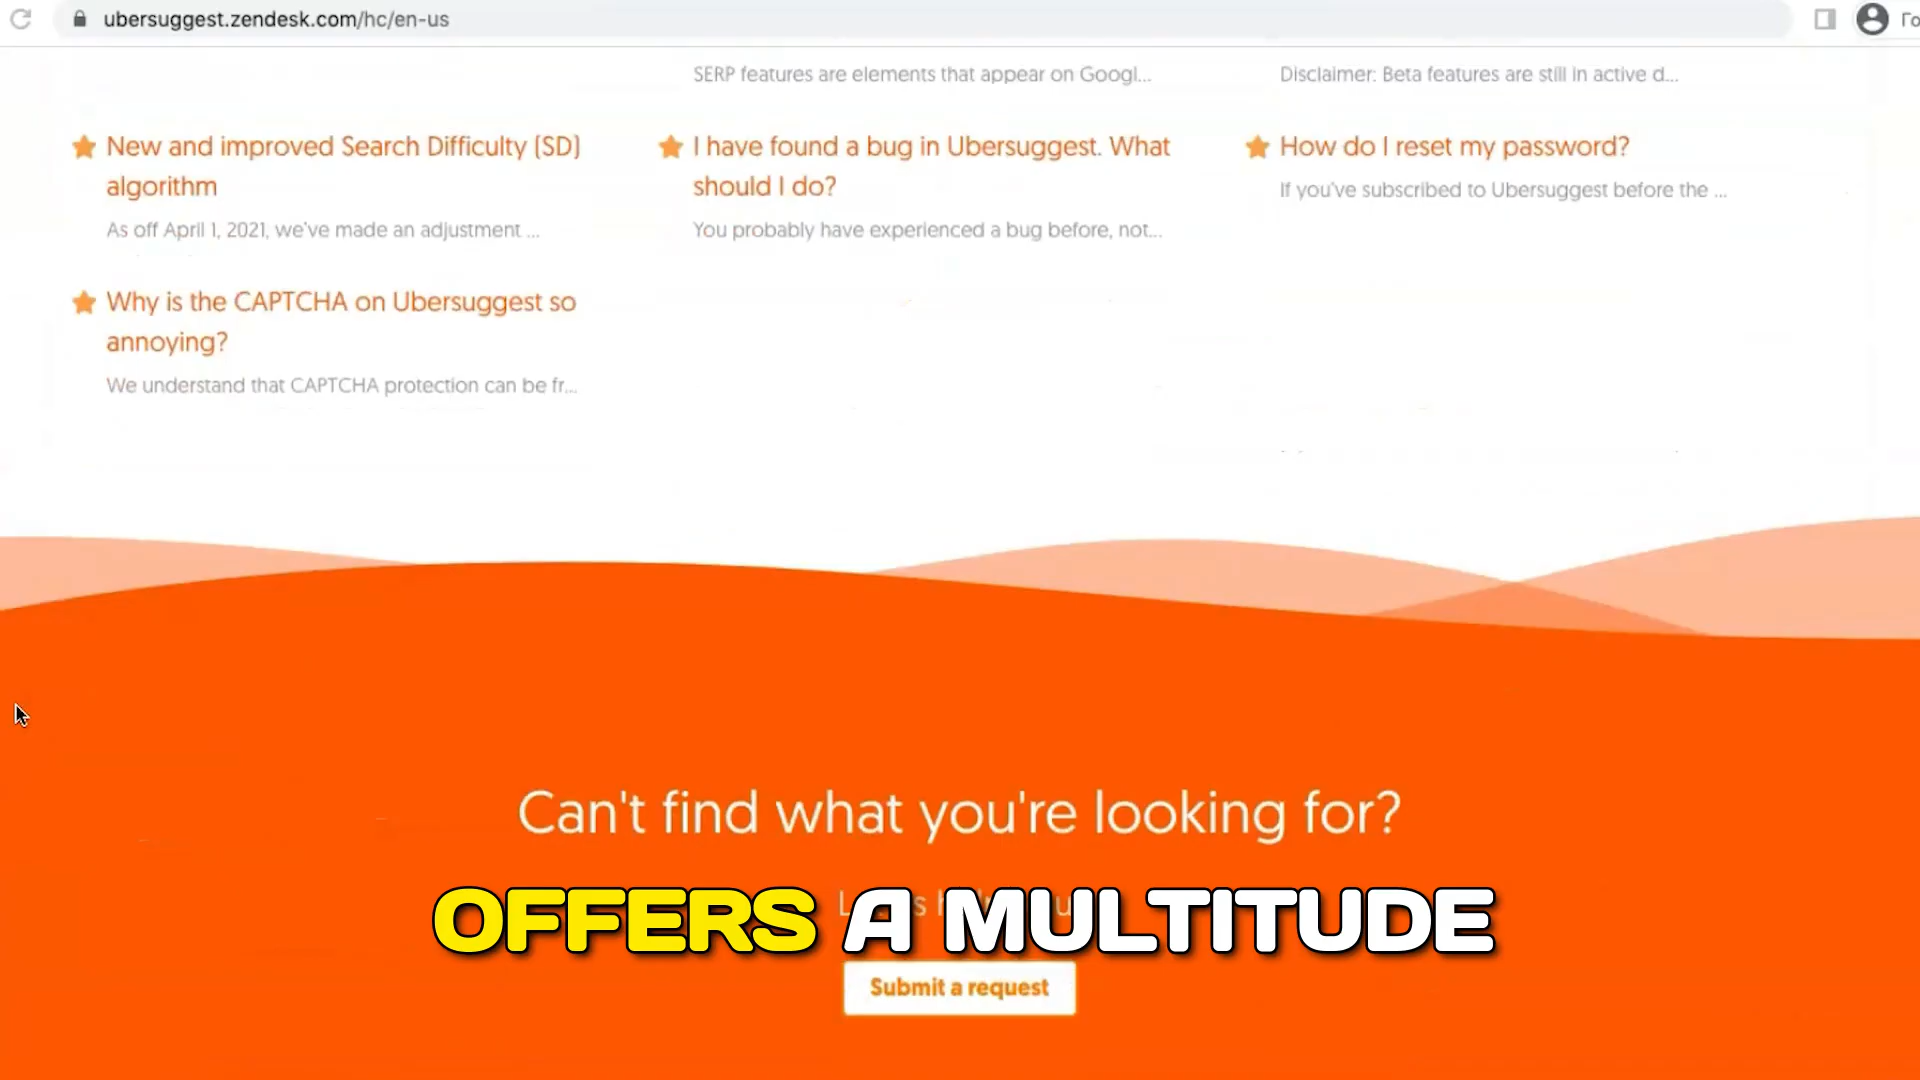 ubersuggest.zendesk.com/hc/en-us
Го
SERP features are elements that appear on Googl...
Disclaimer: Beta features are still in active d...
New and improved Search Difficulty (SD)
algorithm
As off April 1, 2021, we've made an adjustment ...
I have found a bug in Ubersuggest. What
should I do?
You probably have experienced a bug before, not...
How do I reset my password?
If you've subscribed to Ubersuggest before the ...
Why is the CAPTCHA on Ubersuggest so
annoying?
We understand that CAPTCHA protection can be fr...
Can't find what you're looking for?
OFFERS A MULTITUDE
Submit a request